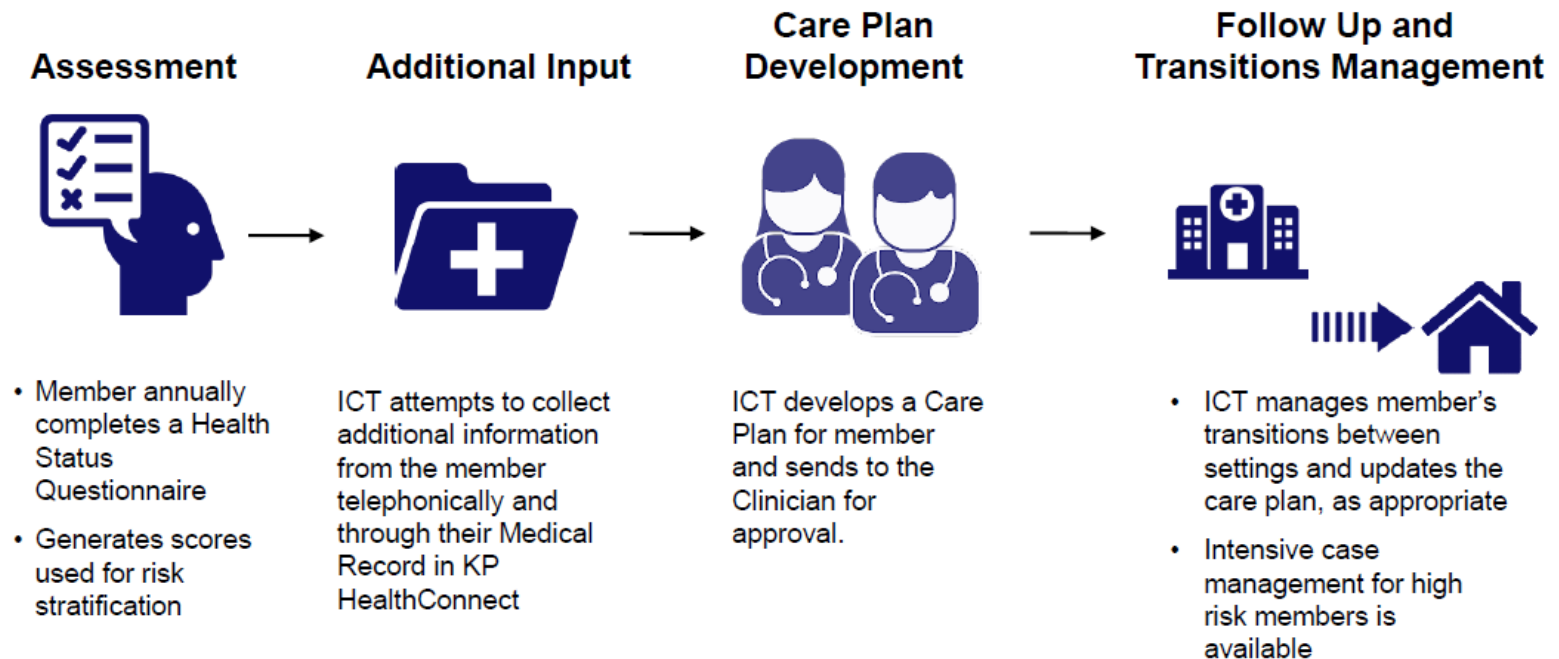 Assessment
• Member annually
completes a Health
Status
Questionnaire
• Generates scores
used for risk
stratification
Additional Input
ICT attempts to collect
additional information
from the member
telephonically and
through their Medical
Record in KP
HealthConnect
Care Plan
Development
ICT develops a Care
Plan for member
and sends to the
Clinician for
approval.
Follow Up and
Transitions Management
• ICT manages member’s
transitions between
settings and updates the
care plan, as appropriate
• Intensive case
management for high
risk members is
available